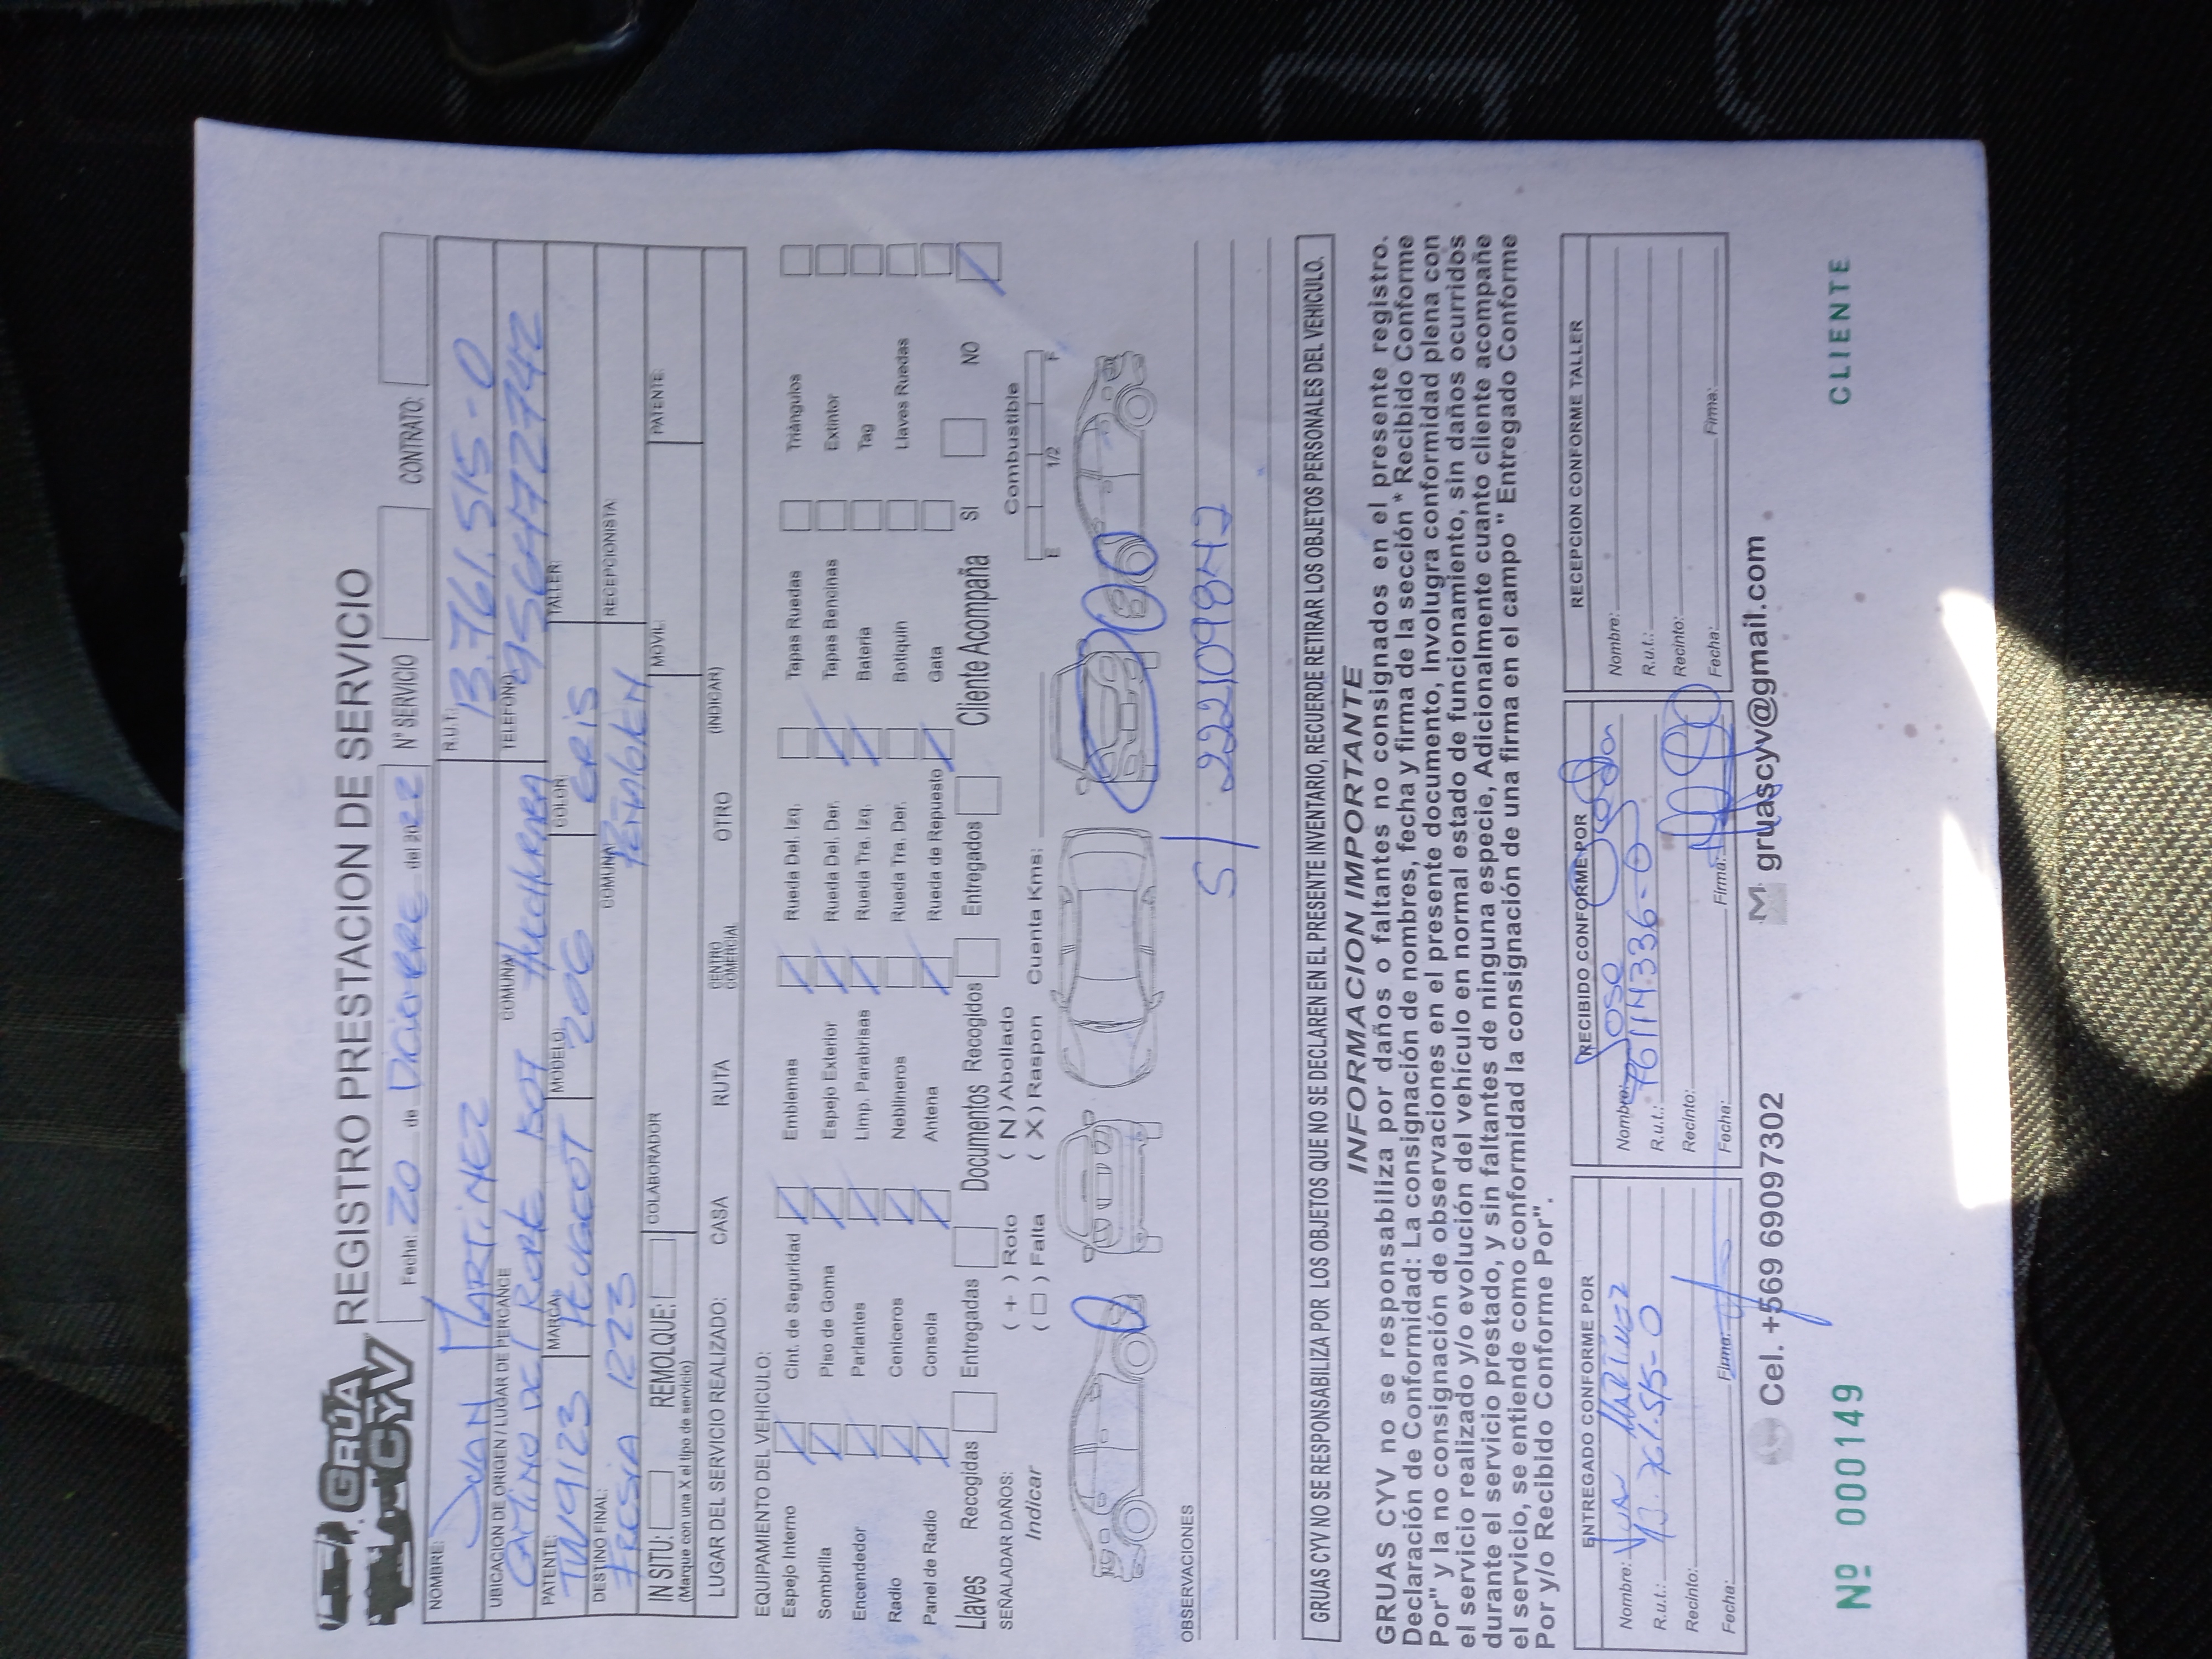 GRÚA CYV
REGISTRO PRESTACION DE SERVICIO
Fecha: 20 de Diciembre del 2022 N° SERVICIO CONTRATO:
NOMBRE: JUAN MARTINEZ R.U.T.: 13.761.515-0
UBICACION DE ORIGEN / LUGAR DE PERCANCE COMUNA: HUECHURABA TELEFONO: 9564772742
CAMINO DEL ROBLE
PATENTE: TW9123 MARCA: PEUGEOT MODELO: 206 COLOR: GRIS TALLER:
DESTINO FINAL: FRESIA 1223 COMUNA: PEÑALOLEN RECEPCIONISTA:
IN SITU: REMOLQUE: COLABORADOR MOVIL: PATENTE:
(Marque con una X el tipo de servicio)
LUGAR DEL SERVICIO REALIZADO: CASA RUTA CENTRO COMERCIAL OTRO (INDICAR)
EQUIPAMIENTO DEL VEHICULO:
Espejo Interno Cint. de Seguridad Emblemas Rueda Del. Izq. Tapas Ruedas Triángulos
Sombrilla Piso de Goma Espejo Exterior Rueda Del. Der. Tapas Bencinas Extintor
Encendedor Parlantes Limp. Parabrisas Rueda Tra. Izq. Bateria Tag
Radio Ceniceros Neblineros Rueda Tra. Der. Botiquin Llaves Ruedas
Panel de Radio Consola Antena Rueda de Repuesto Gata
Llaves Recogidas Entregadas Documentos Recogidos Entregados Cliente Acompaña SI NO
SEÑALADAR DAÑOS: ( + ) Roto ( N ) Abollado
Indicar ( □ ) Falta ( X ) Raspon Cuenta Kms: Combustible
E 1/2 F
OBSERVACIONES
S/ 2221098H2
GRUAS CYV NO SE RESPONSABILIZA POR LOS OBJETOS QUE NO SE DECLAREN EN EL PRESENTE INVENTARIO, RECUERDE RETIRAR LOS OBJETOS PERSONALES DEL VEHICULO.
INFORMACION IMPORTANTE
GRUAS CYV no se responsabiliza por daños o faltantes no consignados en el presente registro.
Declaración de Conformidad: La consignación de nombres, fecha y firma de la sección * Recibido Conforme
Por" y la no consignación de observaciones en el presente documento, Involugra conformidad plena con
el servicio realizado y/o evolución del vehículo en normal estado de funcionamiento, sin daños ocurridos
durante el servicio prestado, y sin faltantes de ninguna especie, Adicionalmente cuanto cliente acompañe
el servicio, se entiende como conformidad la consignación de una firma en el campo " Entregado Conforme
Por y/o Recibido Conforme Por".
ENTREGADO CONFORME POR RECIBIDO CONFORME POR RECEPCION CONFORME TALLER
Nombre: Juan Martinez Nombre: Jose Nombre:
R.u.t.: 13.761.515-0 R.u.t.: R.u.t.:
Recinto: Recinto: Recinto:
Fecha: Firma: Fecha: Firma: Fecha: Firma:
Cel. +569 69097302 gruascyv@gmail.com
Nº 000149 CLIENTE